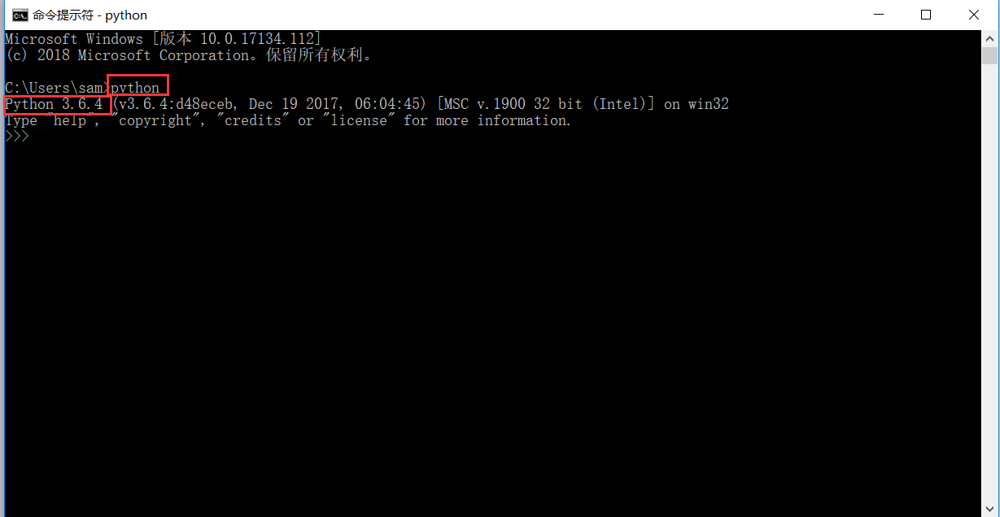 命令提示符 - python
Microsoft Windows [版本 10.0.17134.112]
(c) 2018 Microsoft Corporation。保留所有权利。
C:\Users\sam>python
Python 3.6.4 (v3.6.4:d48eceb, Dec 19 2017, 06:04:45) [MSC v.1900 32 bit (Intel)] on win32
Type "help", "copyright", "credits" or "license" for more information.
>>>